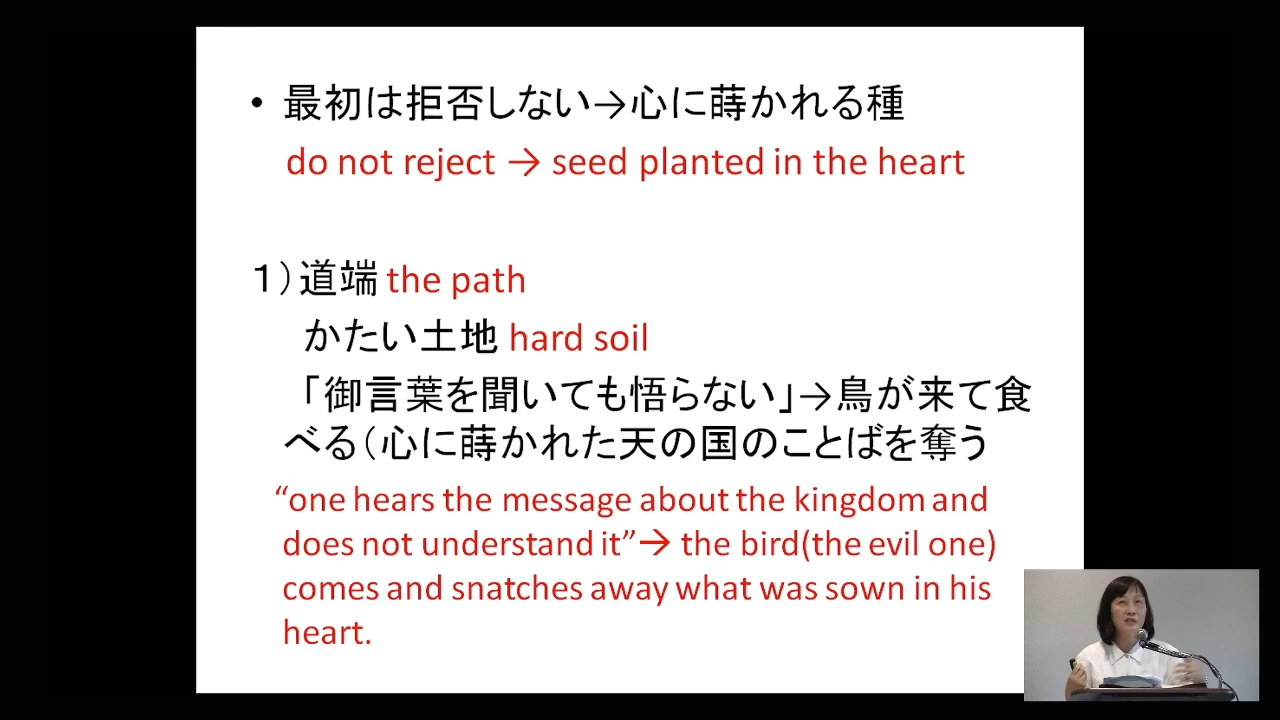 • 最初は拒否しない→心に蒔かれる種
do not reject → seed planted in the heart
１）道端 the path
かたい土地 hard soil
「御言葉を聞いても悟らない」→鳥が来て食
べる（心に蒔かれた天の国のことばを奪う
“one hears the message about the kingdom and
does not understand it”→ the bird(the evil one)
comes and snatches away what was sown in his
heart.